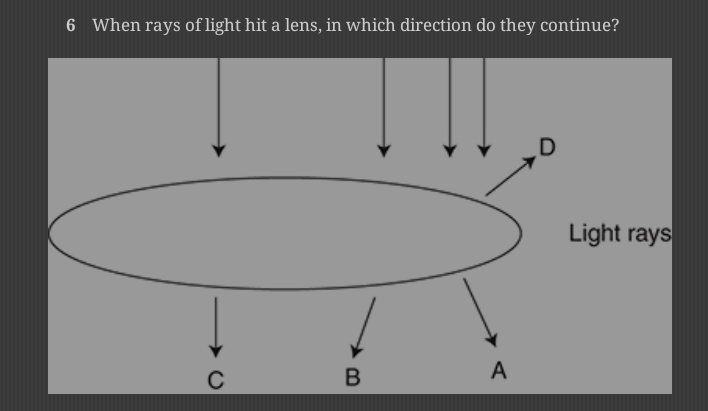 6 When rays of light hit a lens, in which direction do they continue?
D
Light rays
C
B
A